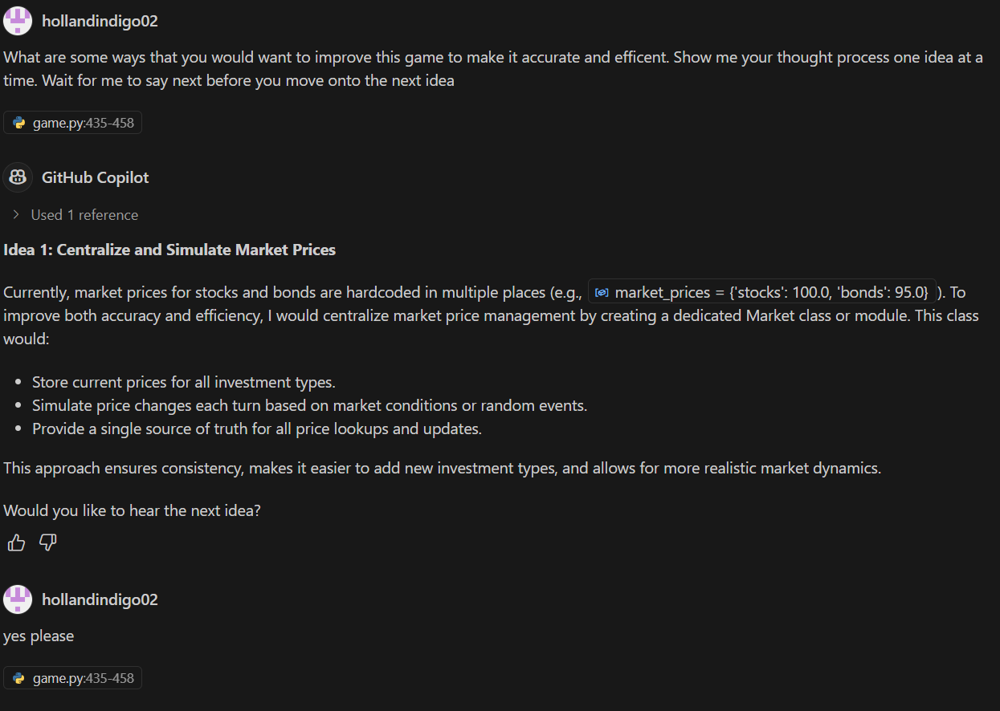 hollandindigo02
What are some ways that you would want to improve this game to make it accurate and efficent. Show me your thought process one idea at a
time. Wait for me to say next before you move onto the next idea
game.py:435-458
GitHub Copilot
Used 1 reference
Idea 1: Centralize and Simulate Market Prices
Currently, market prices for stocks and bonds are hardcoded in multiple places (e.g., market_prices = {'stocks': 100.0, 'bonds': 95.0} ). To
improve both accuracy and efficiency, I would centralize market price management by creating a dedicated Market class or module. This class
would:
• Store current prices for all investment types.
• Simulate price changes each turn based on market conditions or random events.
• Provide a single source of truth for all price lookups and updates.
This approach ensures consistency, makes it easier to add new investment types, and allows for more realistic market dynamics.
Would you like to hear the next idea?
hollandindigo02
yes please
game.py:435-458